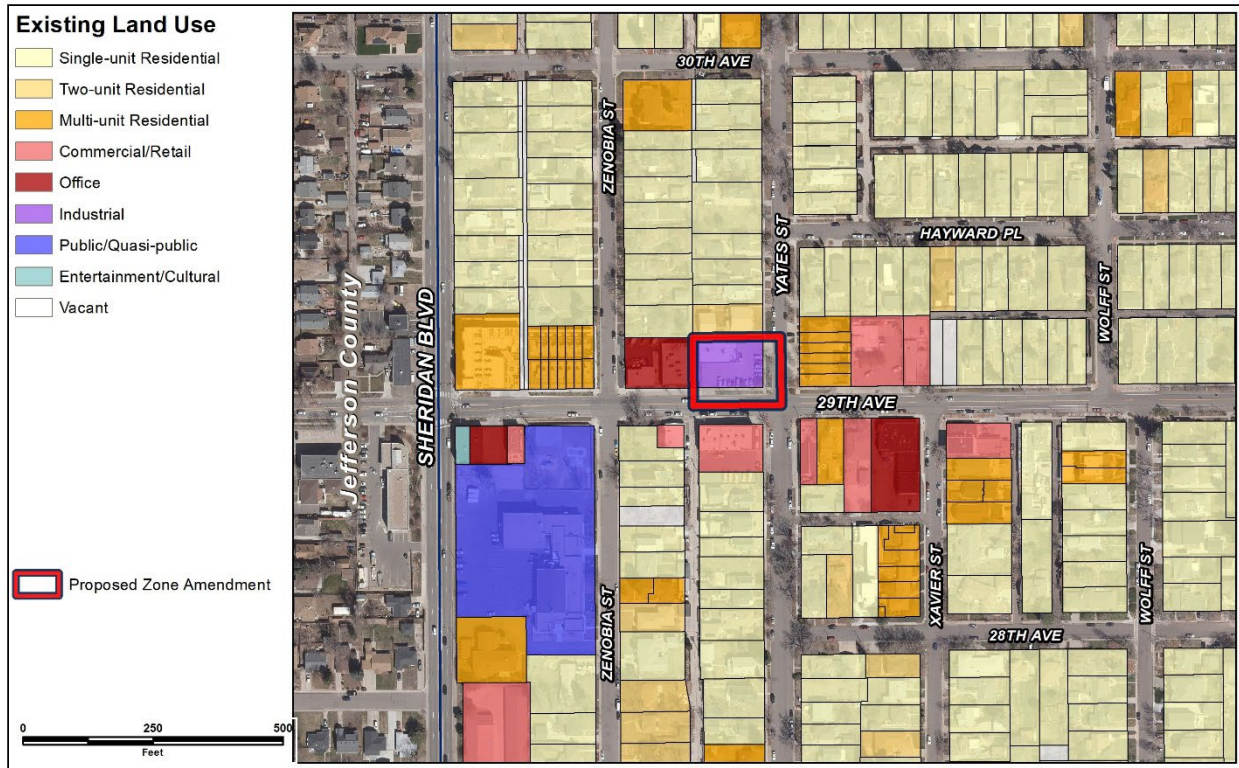 Existing Land Use
Single-unit Residential
Two-unit Residential
Multi-unit Residential
Commercial/Retail
Office
Industrial
Public/Quasi-public
Entertainment/Cultural
Vacant
Proposed Zone Amendment
0 250 500
Feet
30TH AVE
ZENOBIA ST
YATES ST
HAYWARD PL
WOLFF ST
Jefferson County
SHERIDAN BLVD
29TH AVE
ZENOBIA ST
XAVIER ST
WOLFF ST
28TH AVE